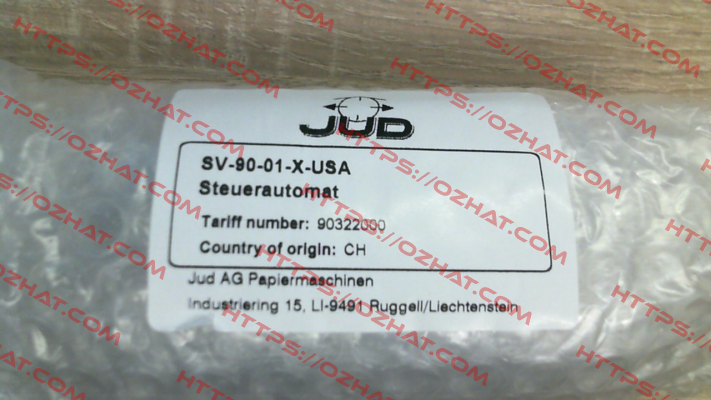 JUD
SV-90-01-X-USA
Steuerautomat
Tariff number: 90322000
Country of origin: CH
Jud AG Papiermaschinen
Industriering 15, LI-9491 Ruggell/Liechtenstein
HTTPS://OZHAT.COM